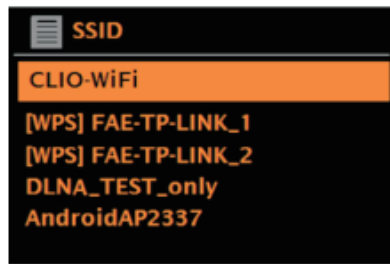 SSID
CLIO-WiFi
[WPS] FAE-TP-LINK_1
[WPS] FAE-TP-LINK_2
DLNA_TEST_only
AndroidAP2337